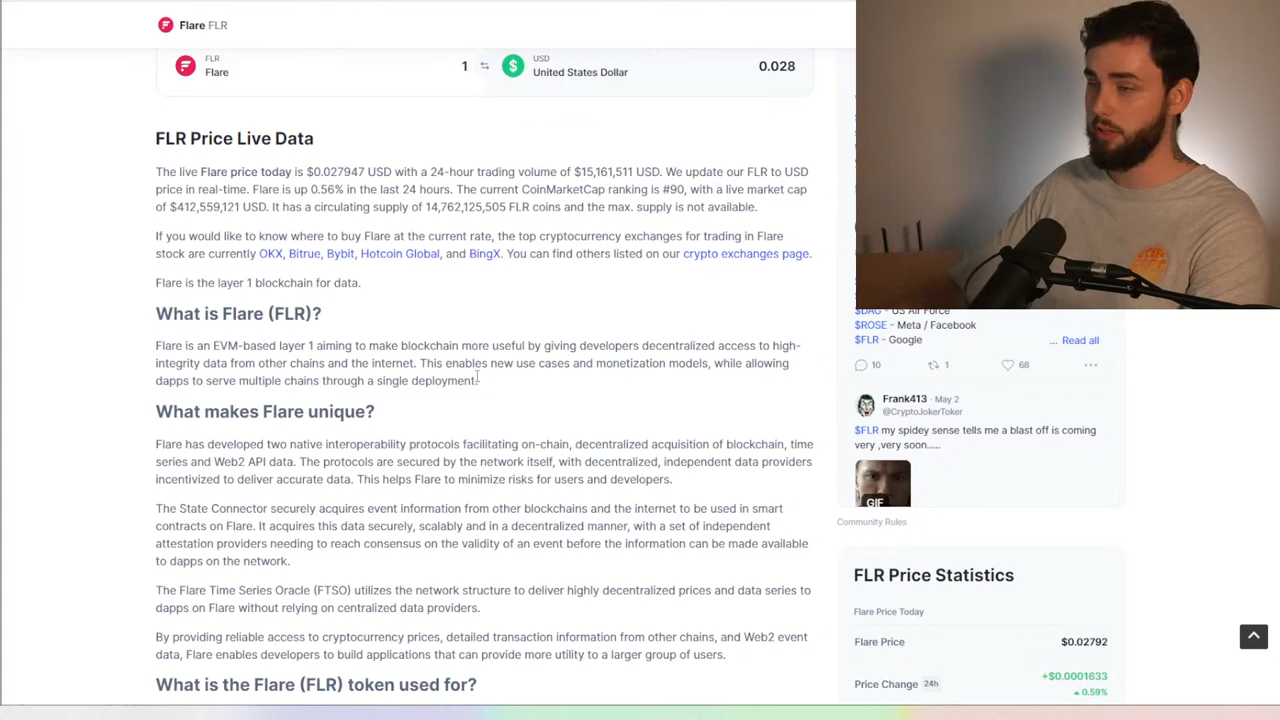 Flare FLR
FLR
Flare
1
USD
United States Dollar
0.028
FLR Price Live Data
The live Flare price today is $0.027947 USD with a 24-hour trading volume of $15,161,511 USD. We update our FLR to USD
price in real-time. Flare is up 0.56% in the last 24 hours. The current CoinMarketCap ranking is #90, with a live market cap
of $412,559,121 USD. It has a circulating supply of 14,762,125,505 FLR coins and the max. supply is not available.
If you would like to know where to buy Flare at the current rate, the top cryptocurrency exchanges for trading in Flare
stock are currently OKX, Bitrue, Bybit, Hotcoin Global, and BingX. You can find others listed on our crypto exchanges page.
Flare is the layer 1 blockchain for data.
What is Flare (FLR)?
Flare is an EVM-based layer 1 aiming to make blockchain more useful by giving developers decentralized access to high-
integrity data from other chains and the internet. This enables new use cases and monetization models, while allowing
dapps to serve multiple chains through a single deployment.
What makes Flare unique?
Flare has developed two native interoperability protocols facilitating on-chain, decentralized acquisition of blockchain, time
series and Web2 API data. The protocols are secured by the network itself, with decentralized, independent data providers
incentivized to deliver accurate data. This helps Flare to minimize risks for users and developers.
The State Connector securely acquires event information from other blockchains and the internet to be used in smart
contracts on Flare. It acquires this data securely, scalably and in a decentralized manner, with a set of independent
attestation providers needing to reach consensus on the validity of an event before the information can be made available
to dapps on the network.
The Flare Time Series Oracle (FTSO) utilizes the network structure to deliver highly decentralized prices and data series to
dapps on Flare without relying on centralized data providers.
By providing reliable access to cryptocurrency prices, detailed transaction information from other chains, and Web2 event
data, Flare enables developers to build applications that can provide more utility to a larger group of users.
What is the Flare (FLR) token used for?
$DAG - US Air Force
$ROSE - Meta / Facebook
$FLR - Google
... Read all
10
1
68
Frank413 · May 2
@CryptoJokerToker
$FLR my spidey sense tells me a blast off is coming
very ,very soon.....
GIF
Community Rules
FLR Price Statistics
Flare Price Today
Flare Price
$0.02792
Price Change 24h
+$0.0001633
0.59%